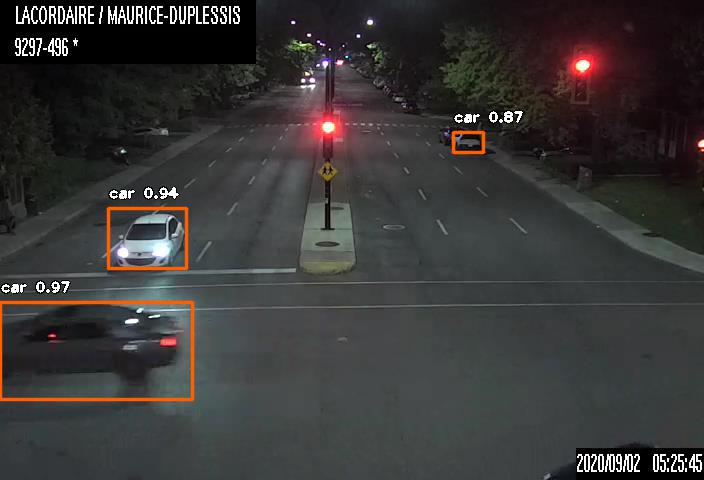 LACORDAIRE / MAURICE-DUPLESSIS
9297-496 *
car 0.87
car 0.94
car 0.97
2020/09/02 05:25:45